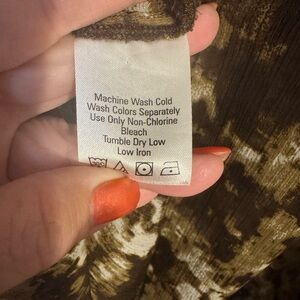 Machine Wash Cold
Wash Colors Separately
Use Only Non-Chlorine
Bleach
Tumble Dry Low
Low Iron